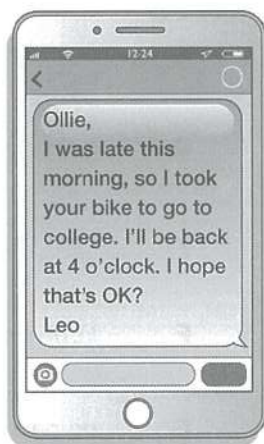 12:24
Ollie,
I was late this
morning, so I took
your bike to go to
college. I'll be back
at 4 o'clock. I hope
that's OK?
Leo